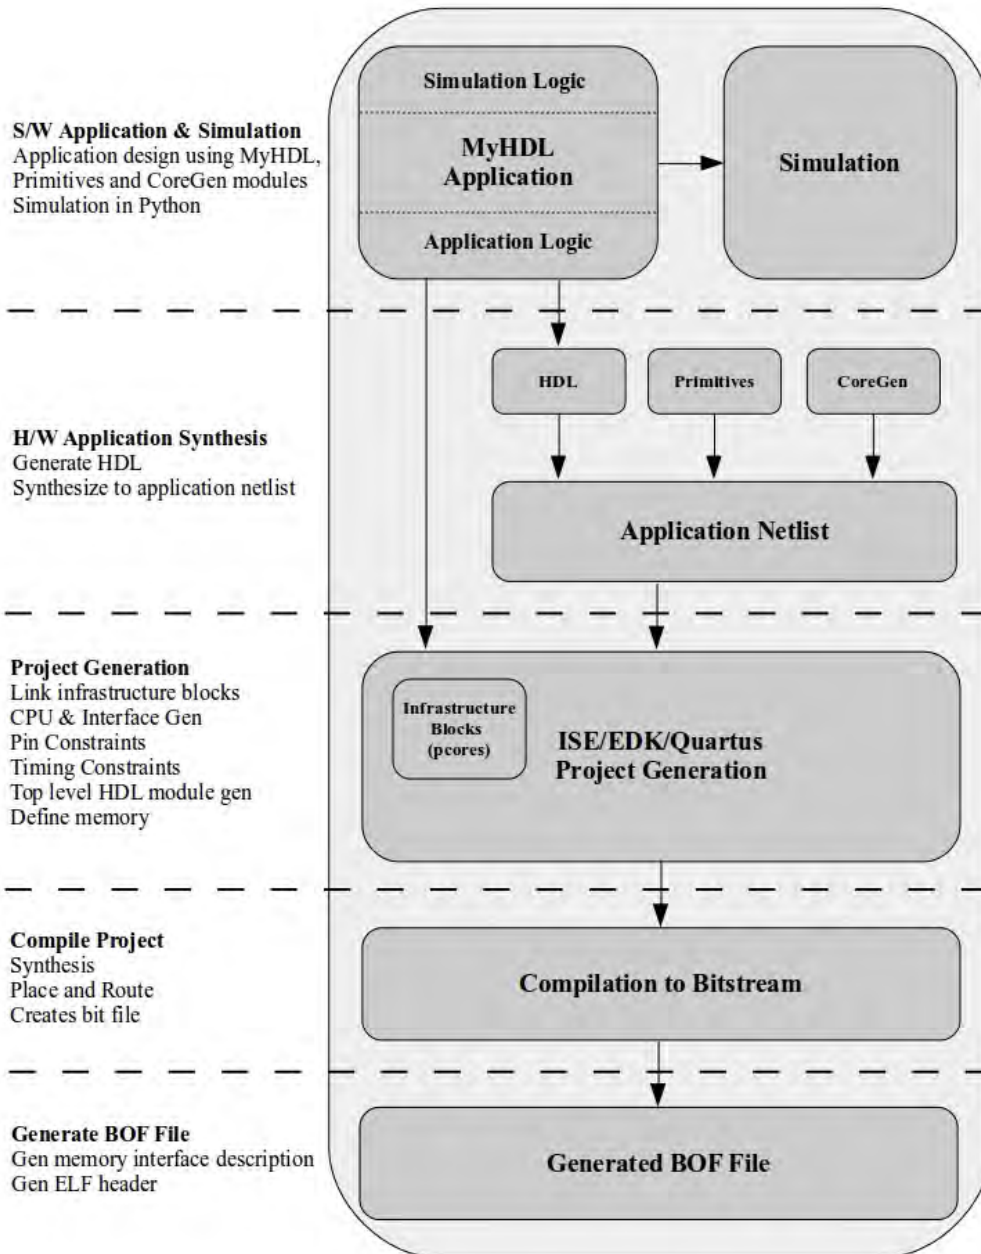 S/W Application & Simulation
Application design using MyHDL,
Primitives and CoreGen modules
Simulation in Python
Simulation Logic
MyHDL
Application
Application Logic
Simulation
H/W Application Synthesis
Generate HDL
Synthesize to application netlist
HDL
Primitives
CoreGen
Application Netlist
Project Generation
Link infrastructure blocks
CPU & Interface Gen
Pin Constraints
Timing Constraints
Top level HDL module gen
Define memory
Infrastructure
Blocks
(pcores)
ISE/EDK/Quartus
Project Generation
Compile Project
Synthesis
Place and Route
Creates bit file
Compilation to Bitstream
Generate BOF File
Gen memory interface description
Gen ELF header
Generated BOF File